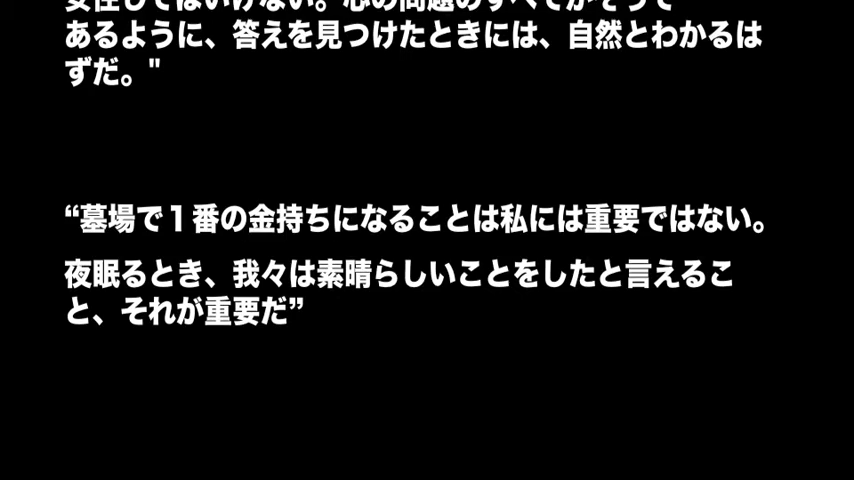 あるように、答えを見つけたときには、自然とわかるは
ずだ。"
“墓場で１番の金持ちになることは私には重要ではない。
夜眠るとき、我々は素晴らしいことをしたと言えるこ
と、それが重要だ”